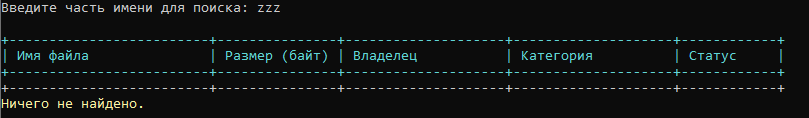 Введите часть имени для поиска: zzz
+-------------------------+---------------+--------------------+--------------------+------------+
| Имя файла               | Размер (байт) | Владелец           | Категория          | Статус     |
+-------------------------+---------------+--------------------+--------------------+------------+
+-------------------------+---------------+--------------------+--------------------+------------+
Ничего не найдено.